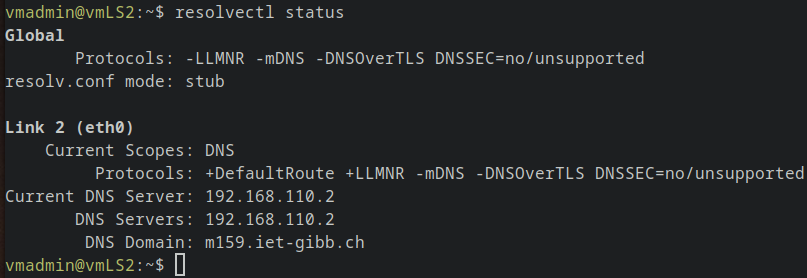 vmadmin@vmLS2:~$ resolvectl status
Global
Protocols: -LLMNR -mDNS -DNSOverTLS DNSSEC=no/unsupported
resolv.conf mode: stub
Link 2 (eth0)
Current Scopes: DNS
Protocols: +DefaultRoute +LLMNR -mDNS -DNSOverTLS DNSSEC=no/unsupported
Current DNS Server: 192.168.110.2
DNS Servers: 192.168.110.2
DNS Domain: m159.iet-gibb.ch
vmadmin@vmLS2:~$